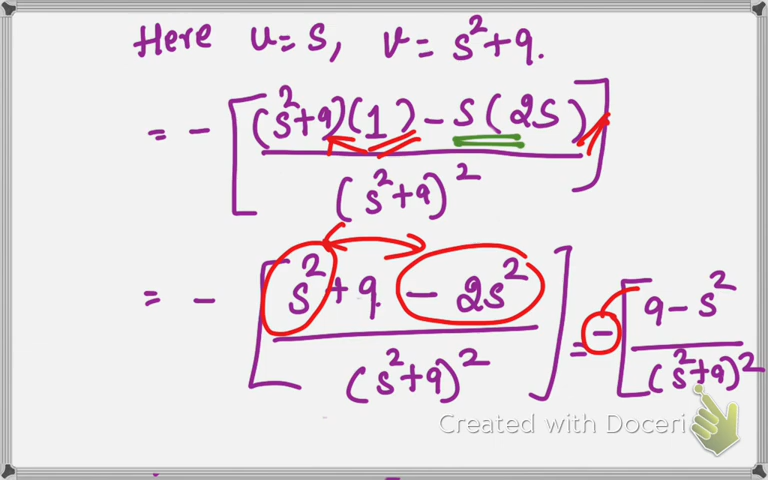 Here u = s, v = s²+9.
= - [ (s²+9)(1) - s(2s) / (s²+9)² ]
= - [ s²+9 - 2s² / (s²+9)² ] = - [ 9 - s² / (s²+9)² ]
Created with Doceri